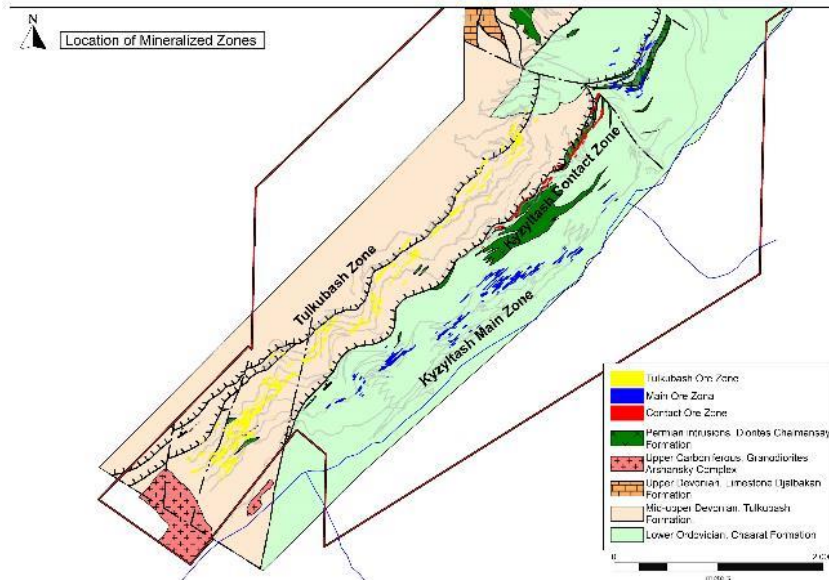 N
Location of Mineralized Zones
Tulkubash Zone
Kyzyltash Contact Zone
Kyzyltash Main Zone
Tulkubash Ore Zone
Main Ore Zone
Contact Ore Zone
Permian Intrusions, Diorites Chaimansay
Formation
Upper Carboniferous, Granodiorites
Arshansky Complex
Upper Devonian, Limestone
Formation
Mid-upper Devonian, Tulkubash
Formation
Lower Ordovician, Chaarat Formation
0